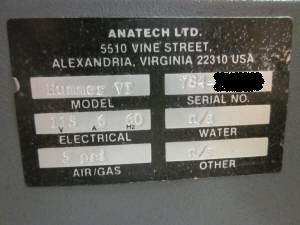 ANATECH LTD.
5510 VINE STREET,
ALEXANDRIA, VIRGINIA 22310 USA
Hummer VI
MODEL
SERIAL NO.
115 V 6 A 60 Hz
n/a
ELECTRICAL
WATER
5 psi
n/a
AIR/GAS
OTHER